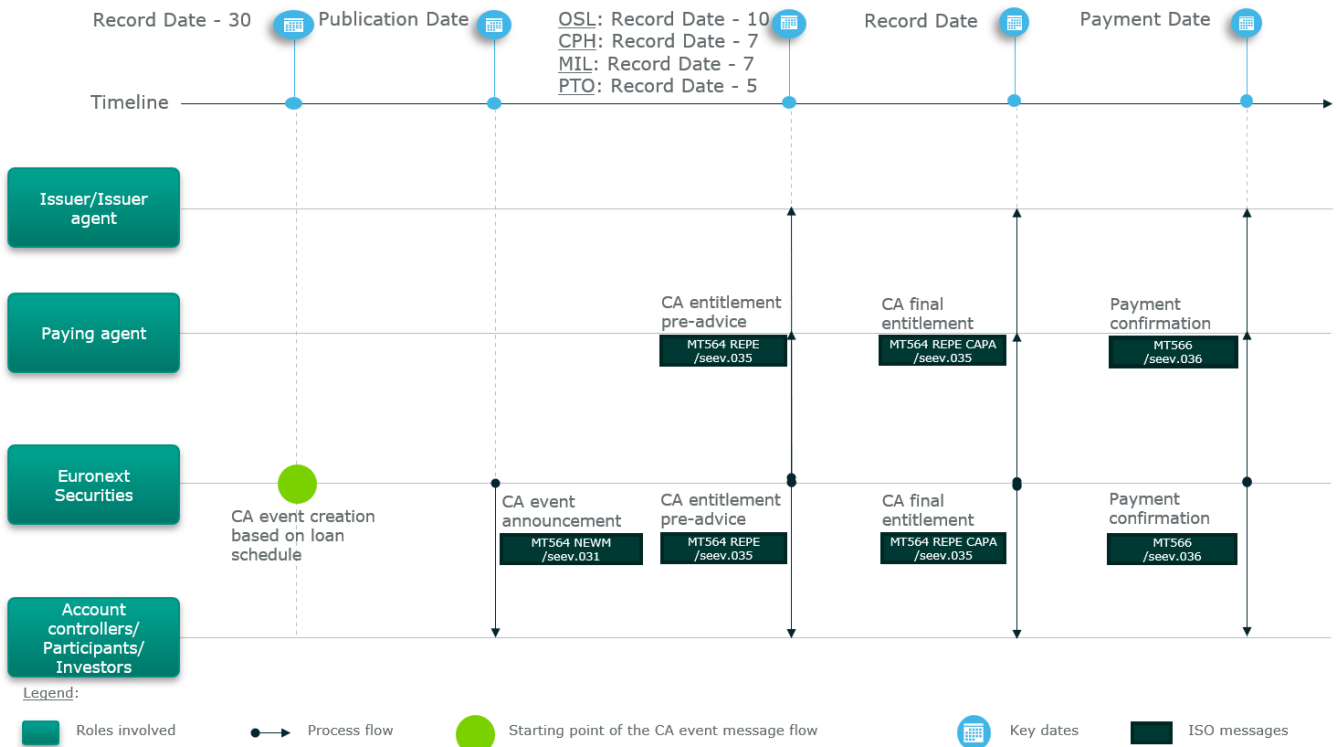 Record Date - 30
Publication Date
OSL: Record Date - 10
CPH: Record Date - 7
MIL: Record Date - 7
PTO: Record Date - 5
Record Date
Payment Date
Timeline
Issuer/Issuer
agent
Paying agent
CA entitlement
pre-advice
MT564 REPE
/seev.035
CA final
entitlement
MT564 REPE CAPA
/seev.035
Payment
confirmation
MT566
/seev.036
Euronext
Securities
CA event creation
based on loan
schedule
CA event
announcement
MT564 NEWM
/seev.031
CA entitlement
pre-advice
MT564 REPE
/seev.035
CA final
entitlement
MT564 REPE CAPA
/seev.035
Payment
confirmation
MT566
/seev.036
Account
controllers/
Participants/
Investors
Legend:
Roles involved
Process flow
Starting point of the CA event message flow
Key dates
ISO messages